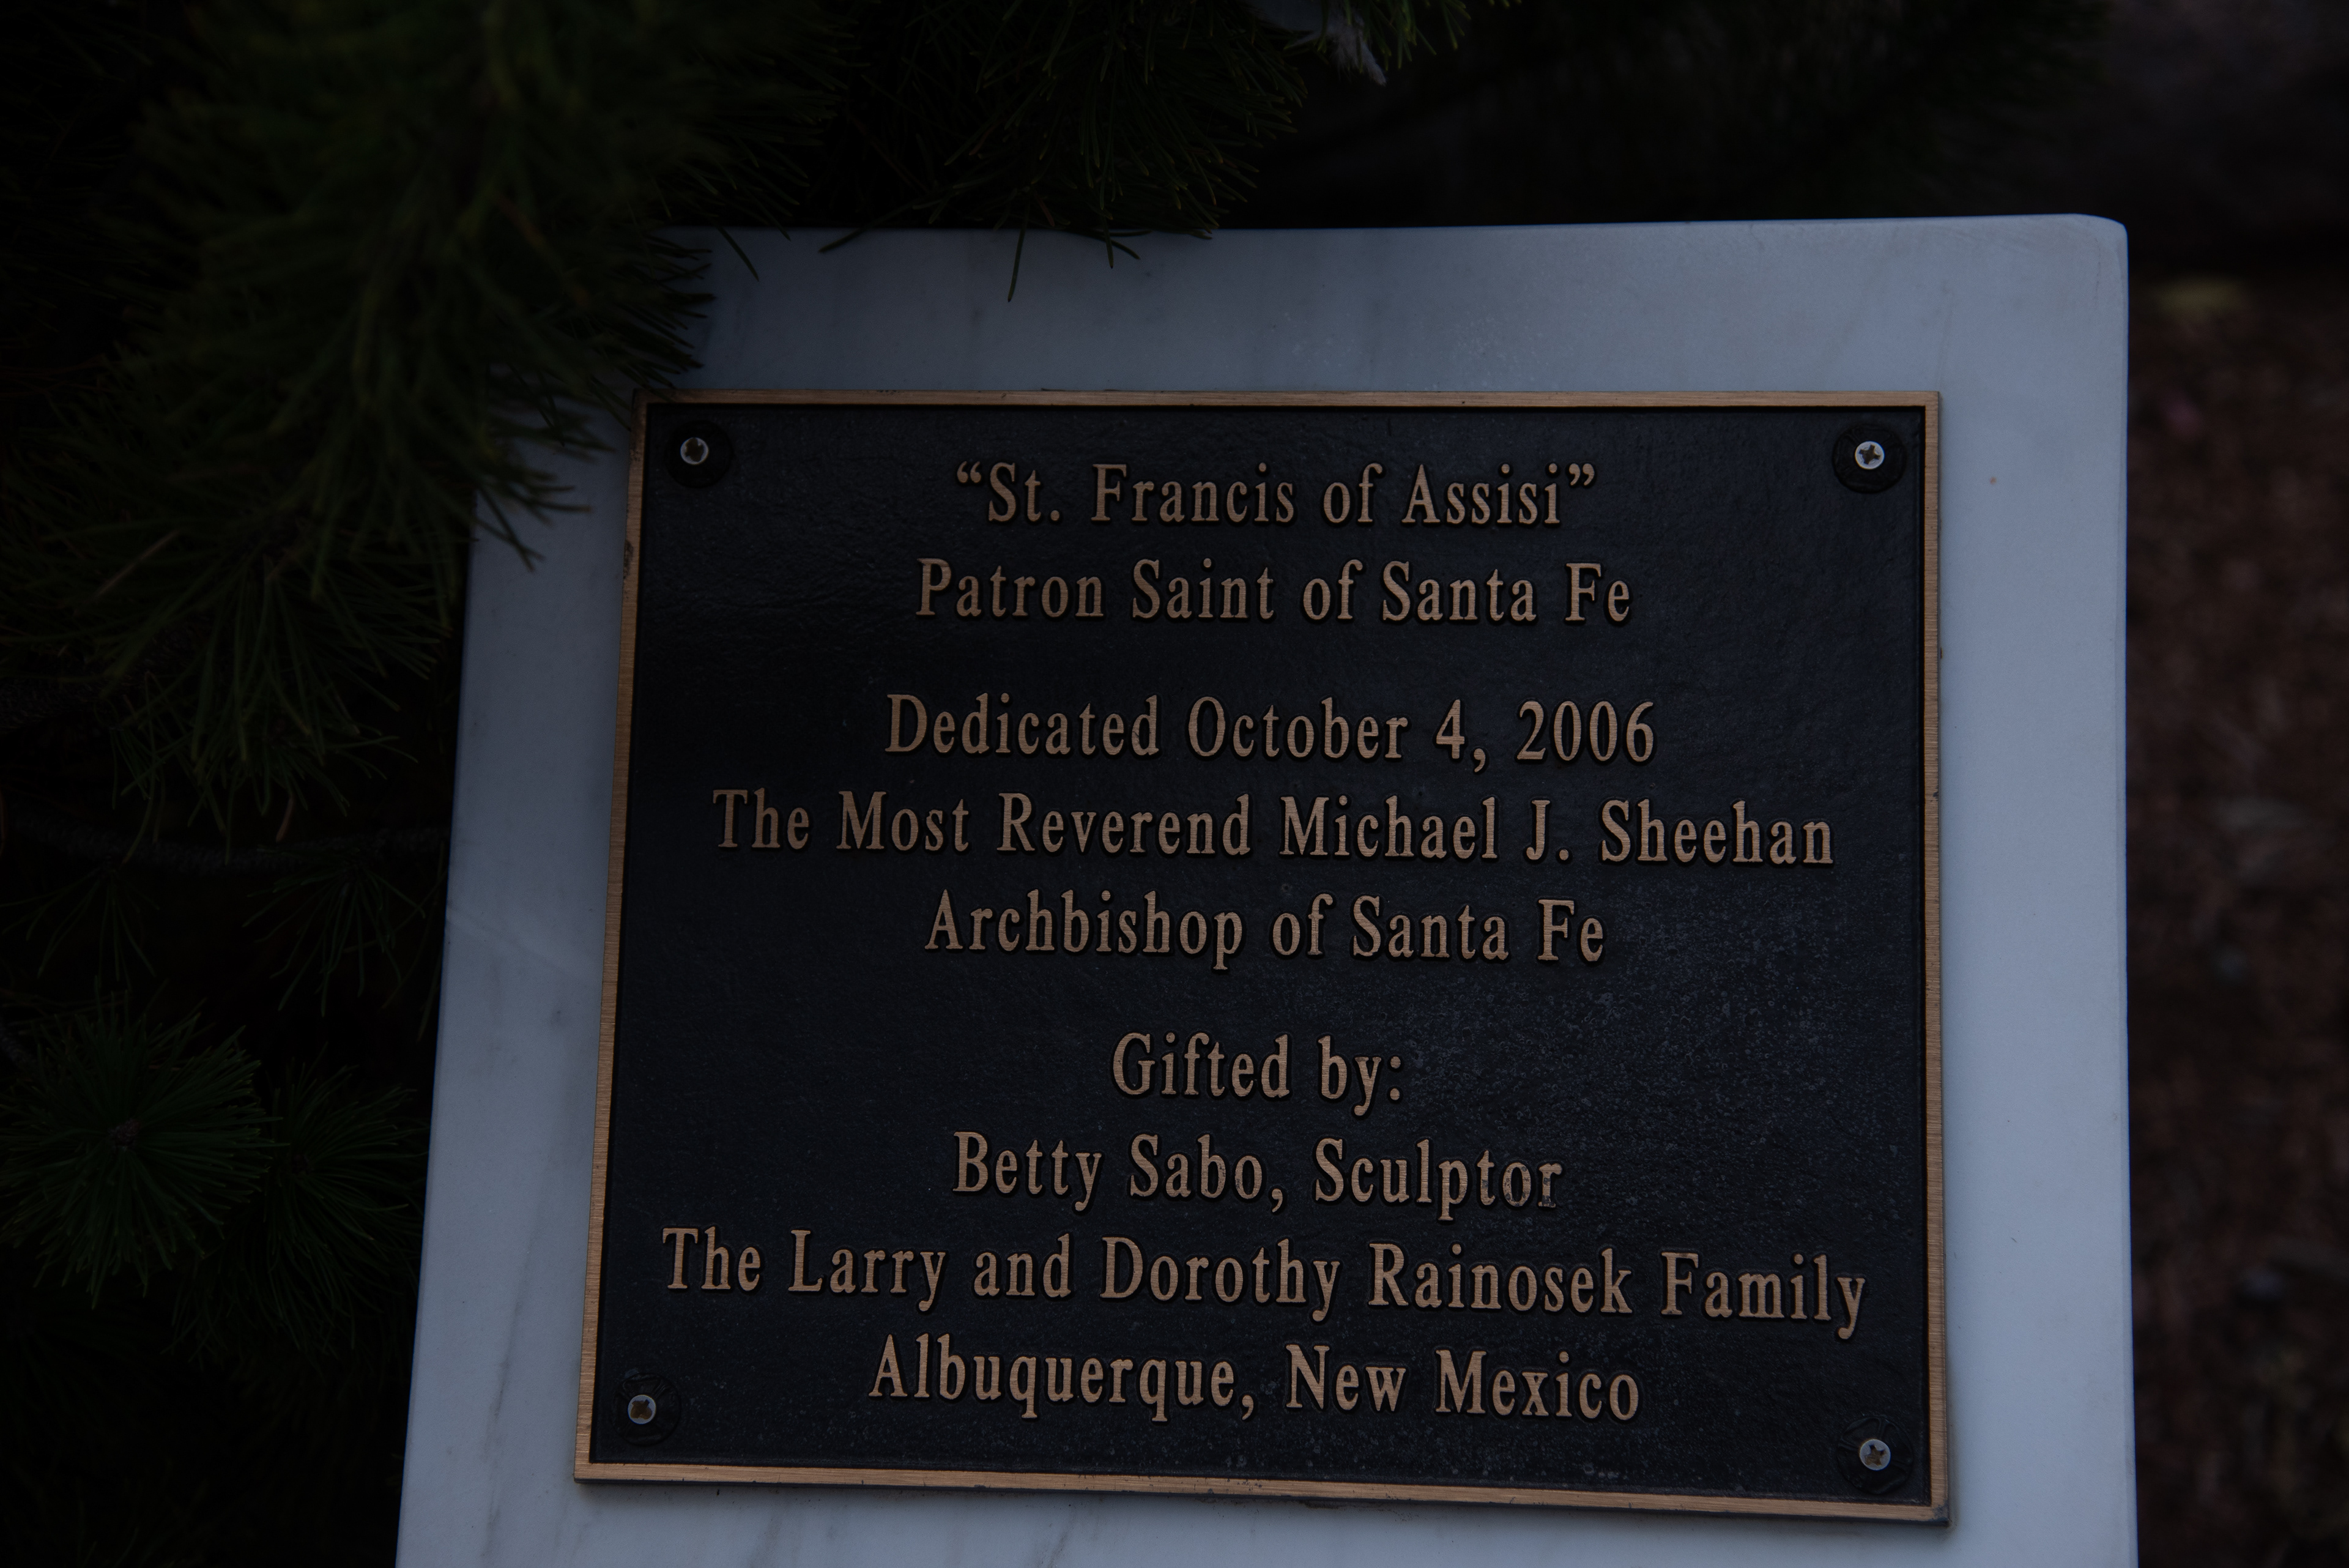 “St. Francis of Assisi”
Patron Saint of Santa Fe
Dedicated October 4, 2006
The Most Reverend Michael J. Sheehan
Archbishop of Santa Fe
Gifted by:
Betty Sabo, Sculptor
The Larry and Dorothy Rainosek Family
Albuquerque, New Mexico